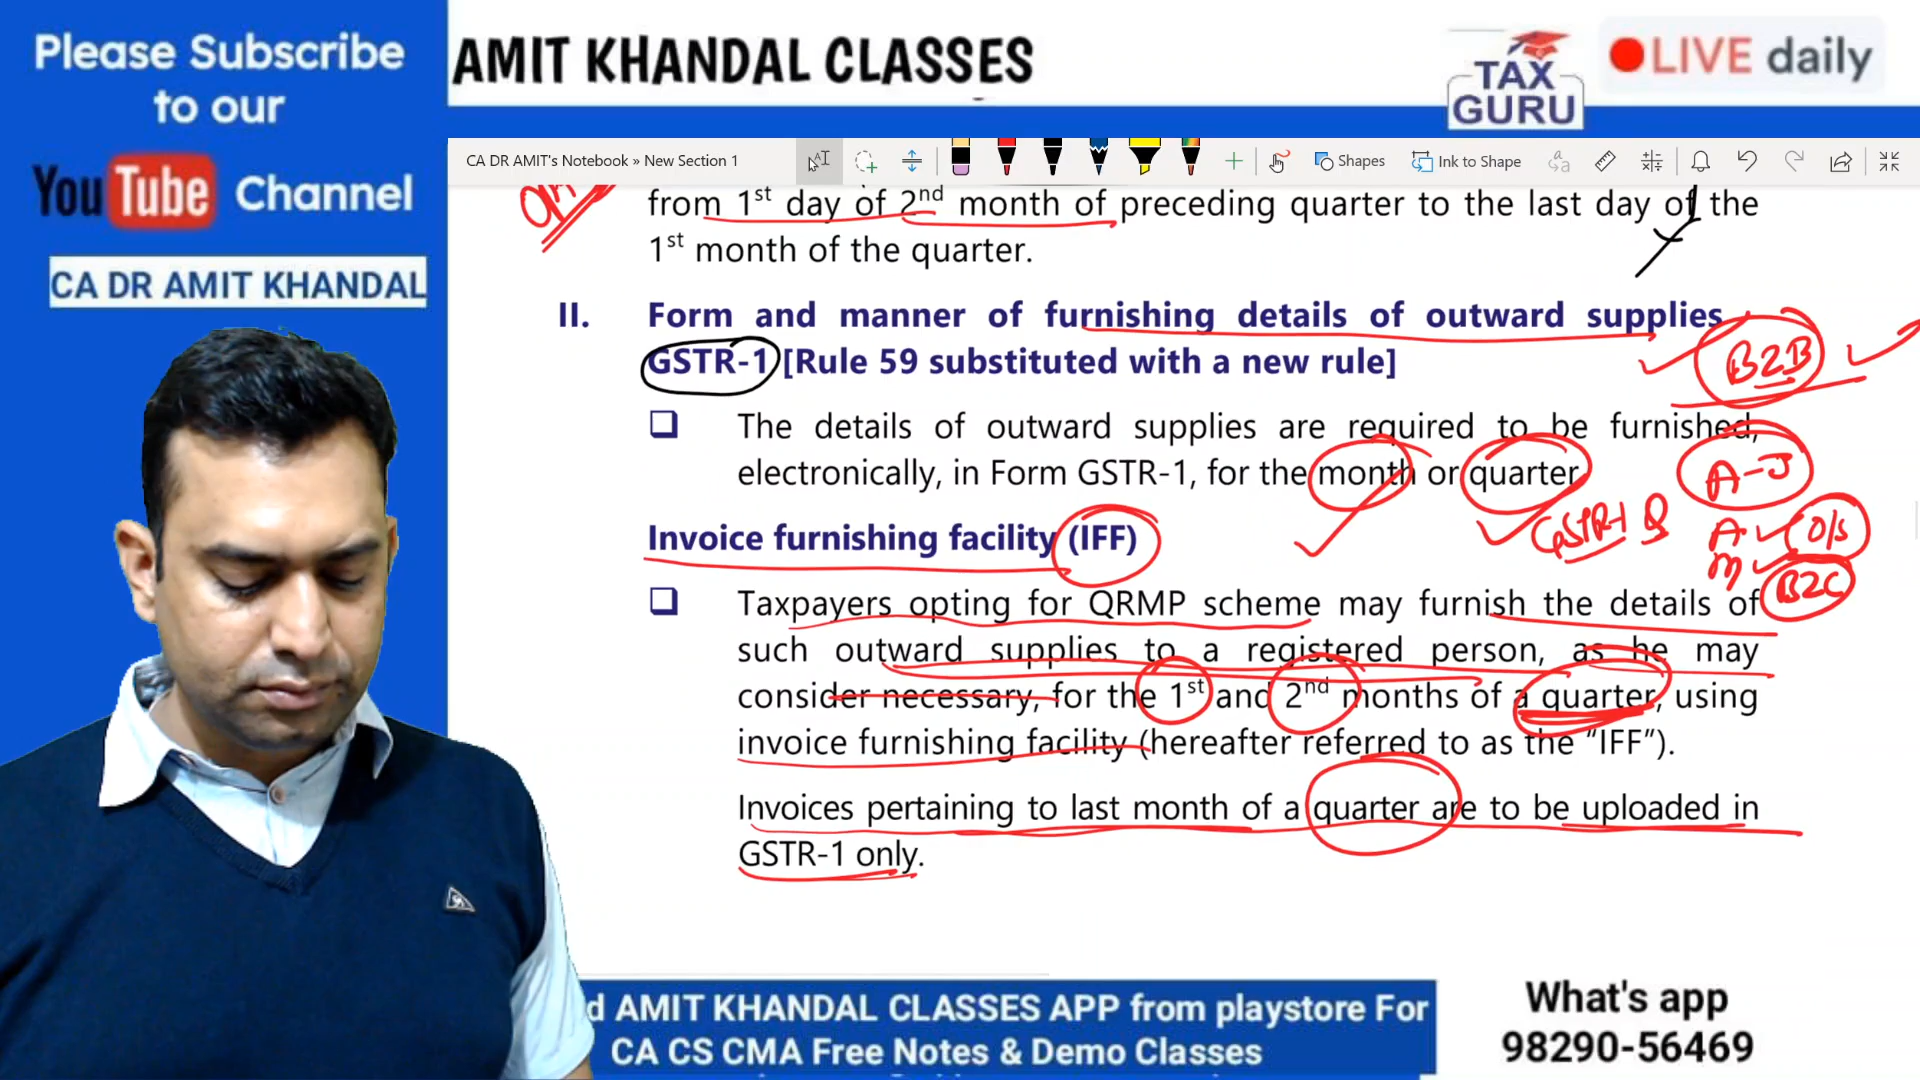 Please Subscribe
to our
YouTube Channel
CA DR AMIT KHANDAL
AMIT KHANDAL CLASSES
TAX
GURU
LIVE daily
CA DR AMIT's Notebook » New Section 1
Shapes
Ink to Shape
from 1st day of 2nd month of preceding quarter to the last day of the
1st month of the quarter.
II. Form and manner of furnishing details of outward supplies
GSTR-1 [Rule 59 substituted with a new rule]
B2B
❑ The details of outward supplies are required to be furnished,
electronically, in Form GSTR-1, for the month or quarter
A-J
GSTR-1 Q
A O/S
M B2C
Invoice furnishing facility (IFF)
❑ Taxpayers opting for QRMP scheme may furnish the details of
such outward supplies to a registered person, as he may
consider necessary, for the 1st and 2nd months of a quarter, using
invoice furnishing facility (hereafter referred to as the “IFF”).
Invoices pertaining to last month of a quarter are to be uploaded in
GSTR-1 only.
d AMIT KHANDAL CLASSES APP from playstore For
CA CS CMA Free Notes & Demo Classes
What's app
98290-56469